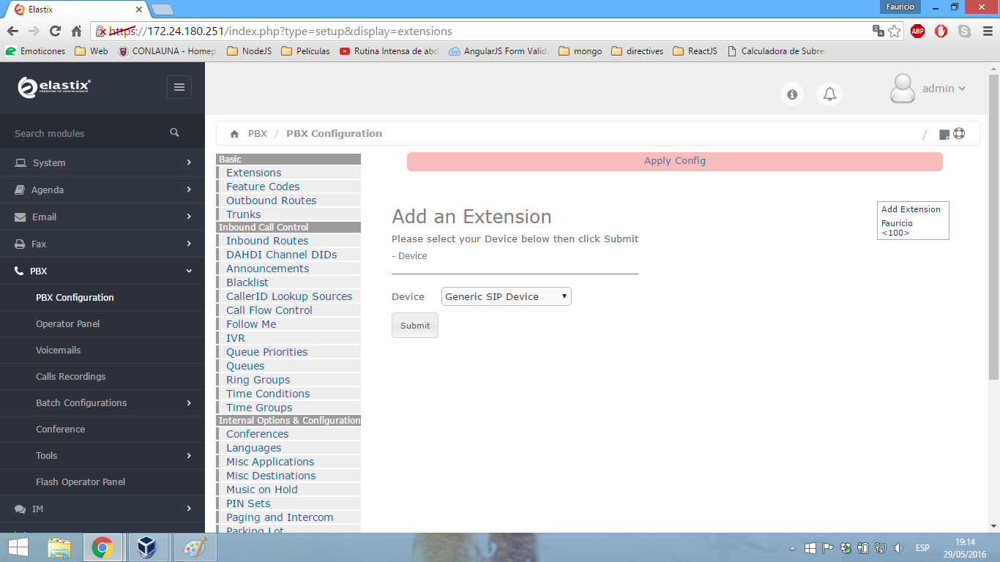 Elastix
Fauricio
https://172.24.180.251/index.php?type=setup&display=extensions
ABP
Emoticones
Web
CONLAUNA - Homep
NodeJS
Películas
Rutina Intensa de abd
AngularJS Form Valid
mongo
directives
ReactJS
Calculadora de Subre
elastix
FREEDOM TO COMMUNICATE
admin
Search modules
System
Agenda
Email
Fax
PBX
PBX Configuration
Operator Panel
Voicemails
Calls Recordings
Batch Configurations
Conference
Tools
Flash Operator Panel
IM
PBX / PBX Configuration /
Basic
Extensions
Feature Codes
Outbound Routes
Trunks
Inbound Call Control
Inbound Routes
DAHDI Channel DIDs
Announcements
Blacklist
CallerID Lookup Sources
Call Flow Control
Follow Me
IVR
Queue Priorities
Queues
Ring Groups
Time Conditions
Time Groups
Internal Options & Configuration
Conferences
Languages
Misc Applications
Misc Destinations
Music on Hold
PIN Sets
Paging and Intercom
Parking Lot
Apply Config
Add an Extension
Please select your Device below then click Submit
- Device
Device
Generic SIP Device
Submit
Add Extension
Fauricio
<100>
ESP
19:14
29/05/2016